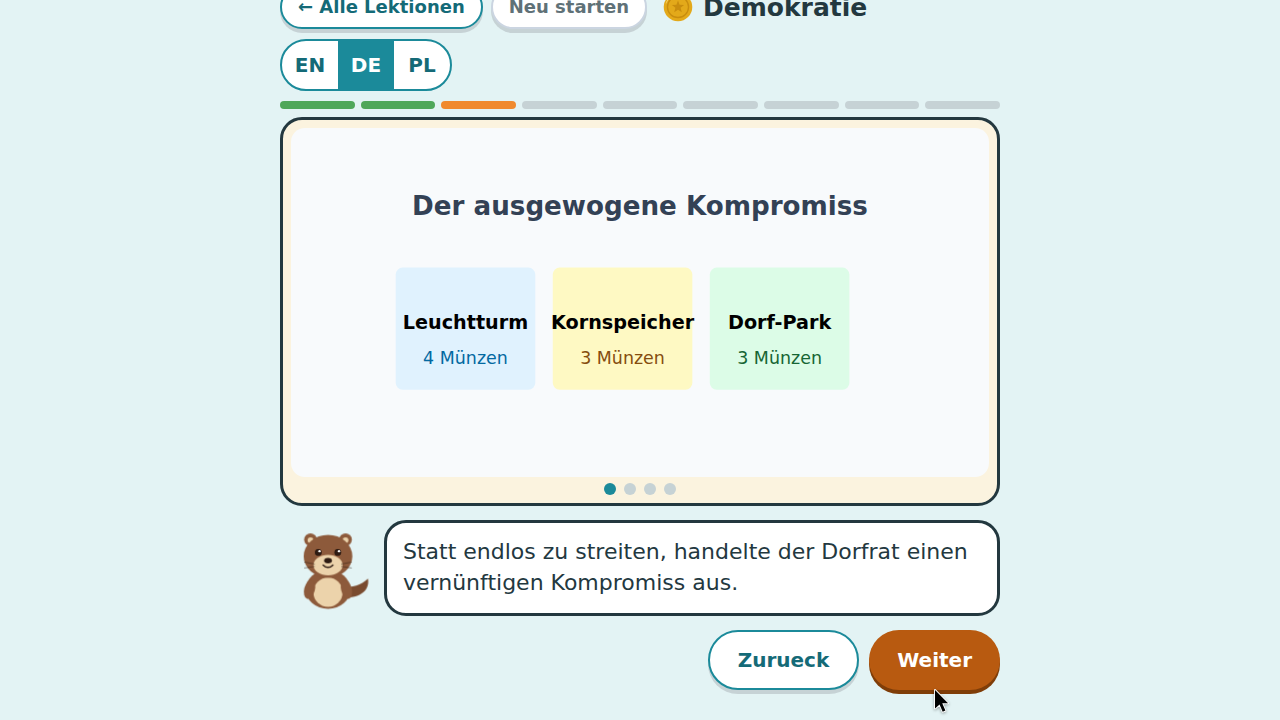 ← Alle Lektionen
Neu starten
Demokratie
EN DE PL
Der ausgewogene Kompromiss
Leuchtturm
4 Münzen
Kornspeicher
3 Münzen
Dorf-Park
3 Münzen
Statt endlos zu streiten, handelte der Dorfrat einen
vernünftigen Kompromiss aus.
Zurueck
Weiter